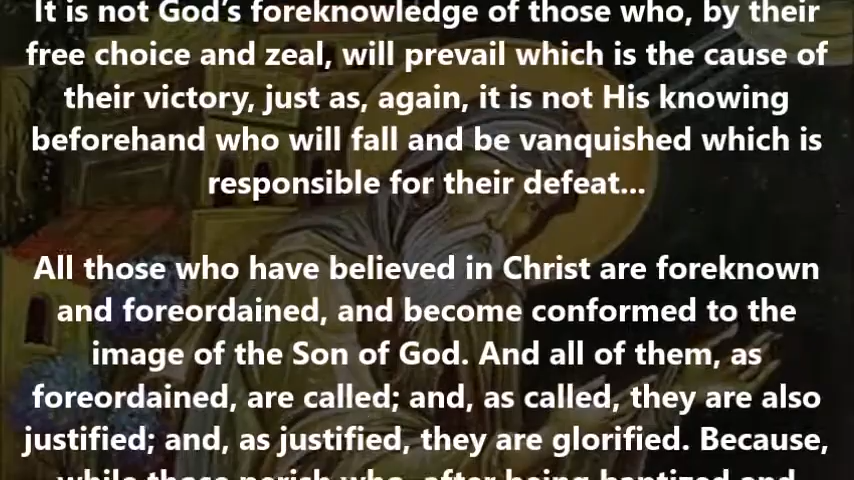 It is not God's foreknowledge of those who, by their
free choice and zeal, will prevail which is the cause of
their victory, just as, again, it is not His knowing
beforehand who will fall and be vanquished which is
responsible for their defeat...
All those who have believed in Christ are foreknown
and foreordained, and become conformed to the
image of the Son of God. And all of them, as
foreordained, are called; and, as called, they are also
justified; and, as justified, they are glorified. Because,
while those perish who, after being baptized and